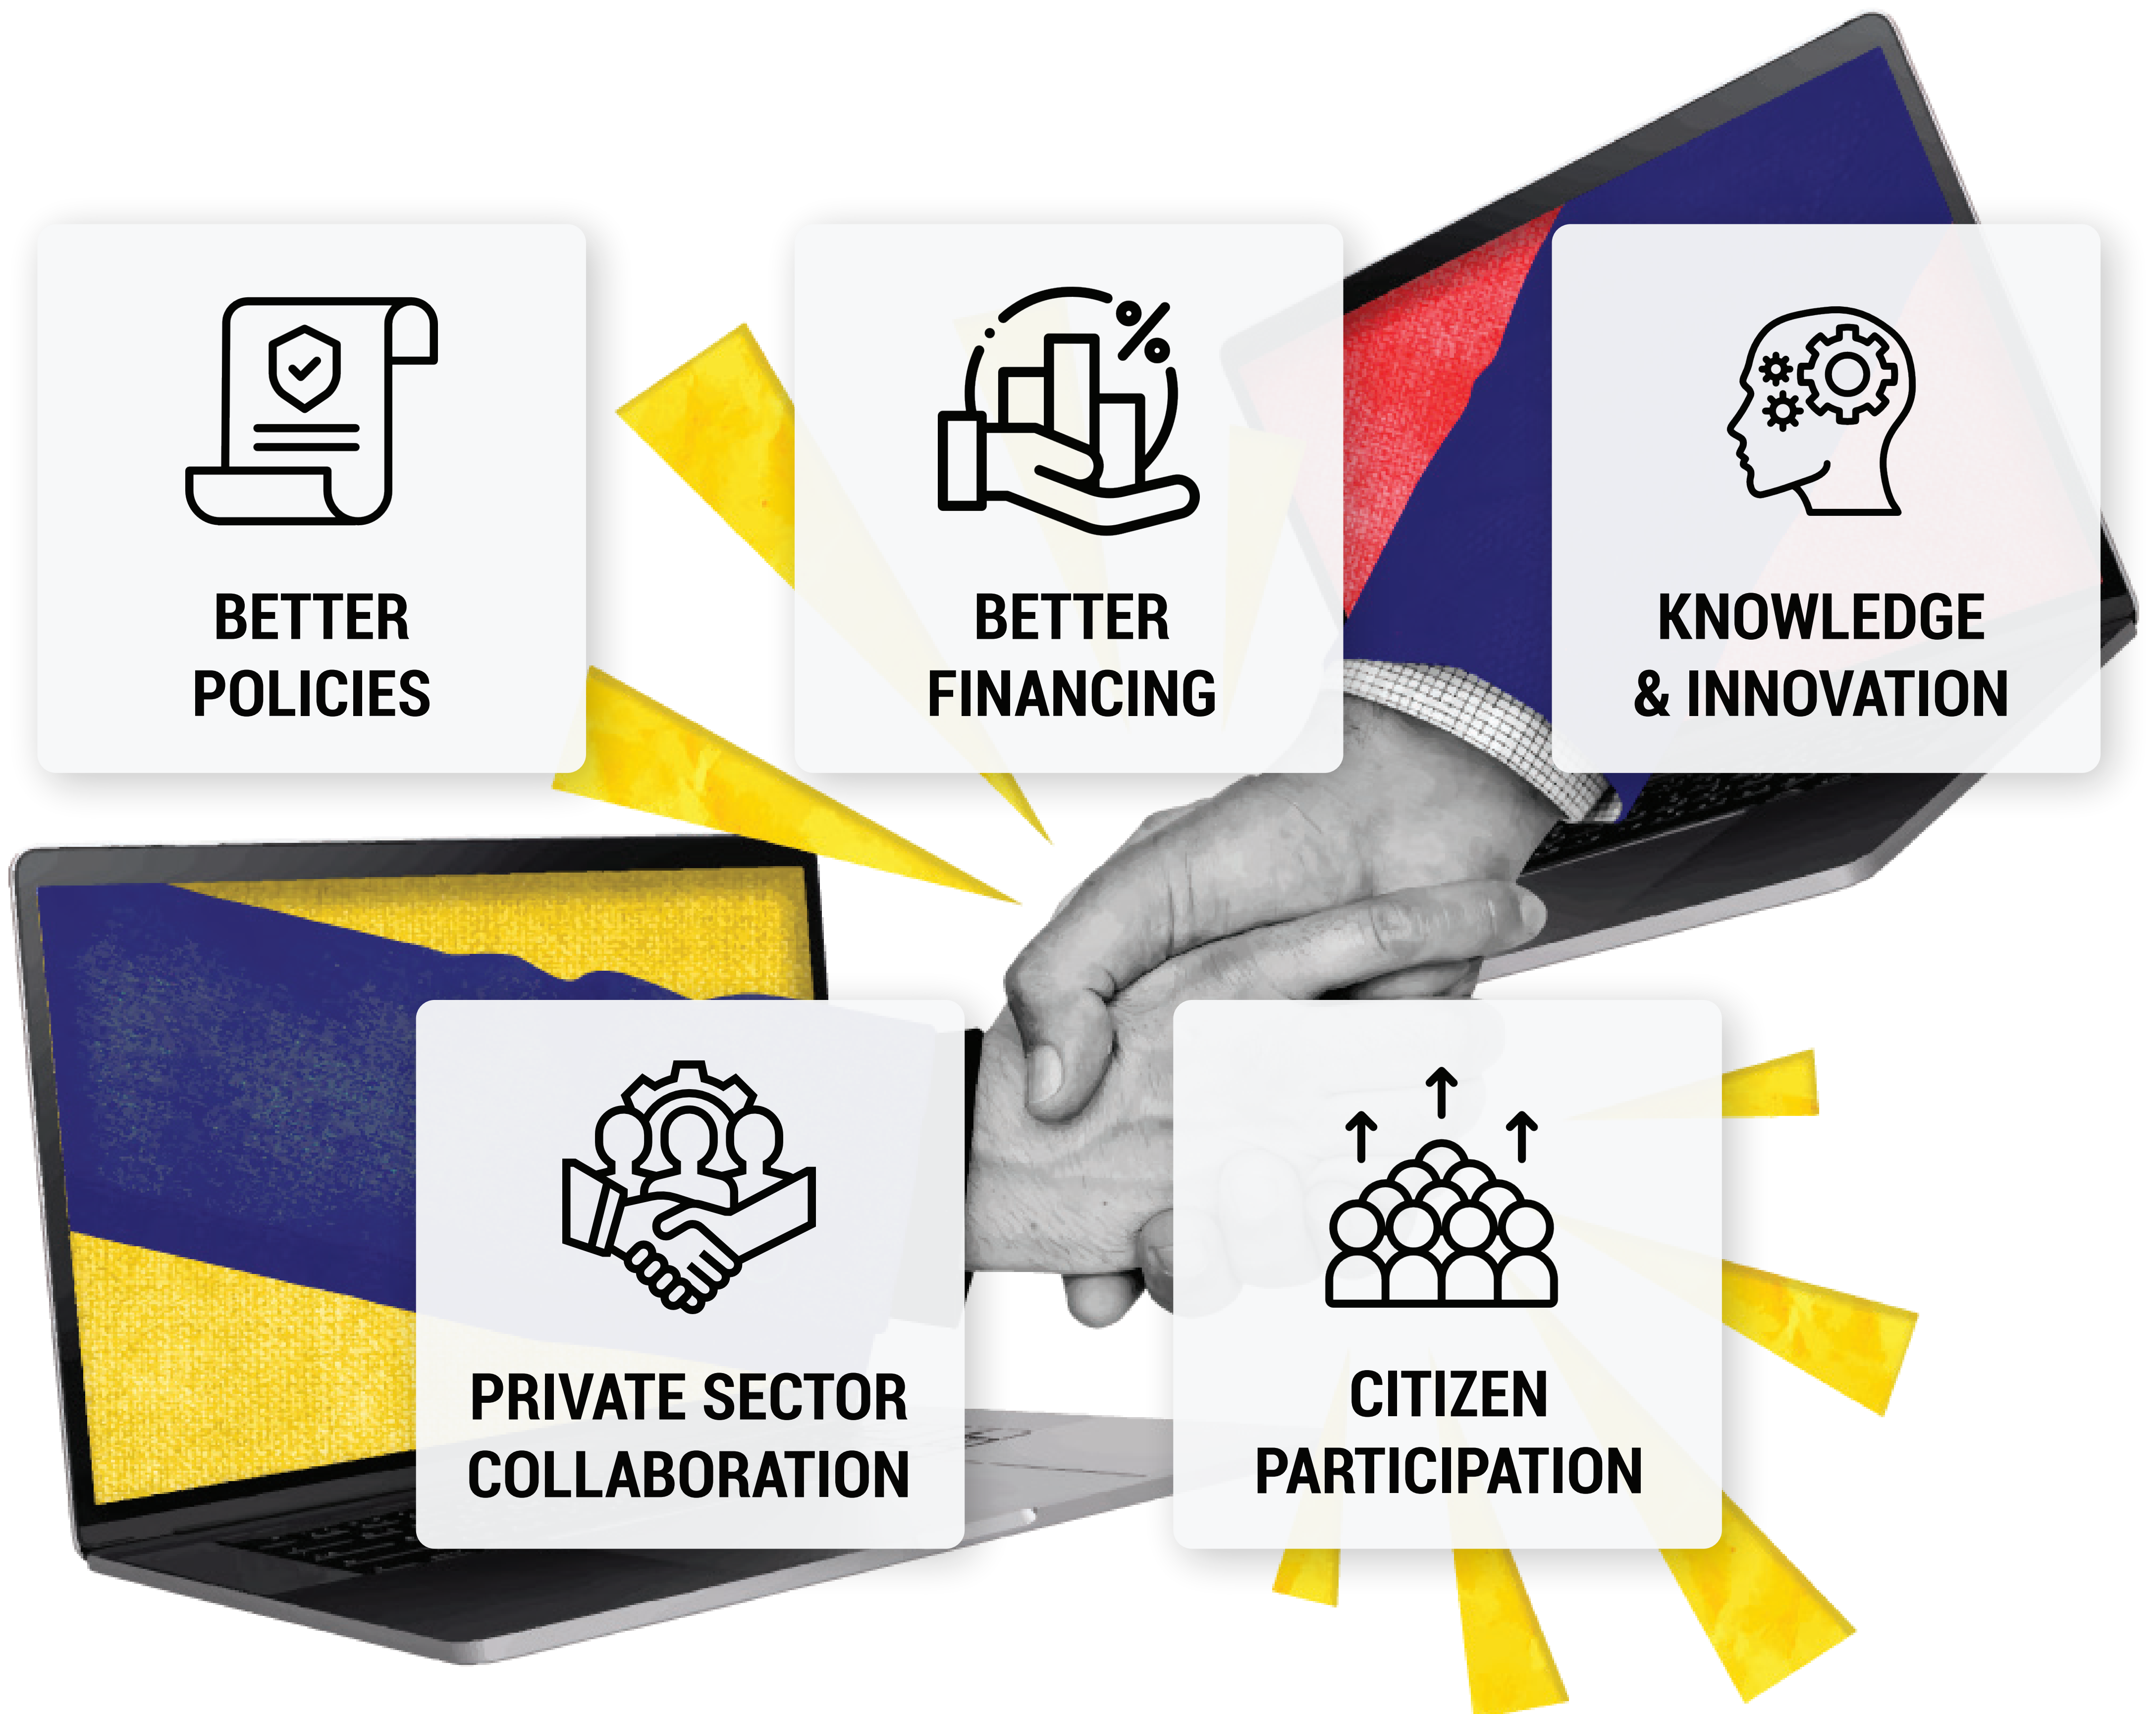 BETTER
POLICIES
BETTER
FINANCING
KNOWLEDGE
& INNOVATION
PRIVATE SECTOR
COLLABORATION
CITIZEN
PARTICIPATION